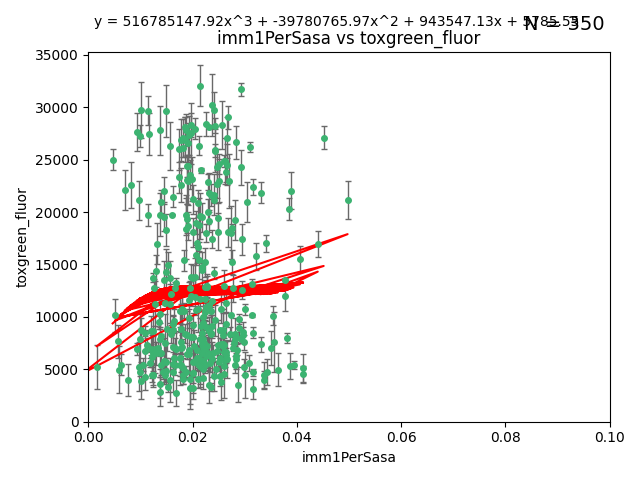 y = 516785147.92x^3 + -39780765.97x^2 + 943547.13x +
N = 350
imm1PerSasa vs toxgreen_fluor
35000
30000
25000
20000
15000
10000
5000
0
toxgreen_fluor
0.00 0.02 0.04 0.06 0.08 0.10
imm1PerSasa